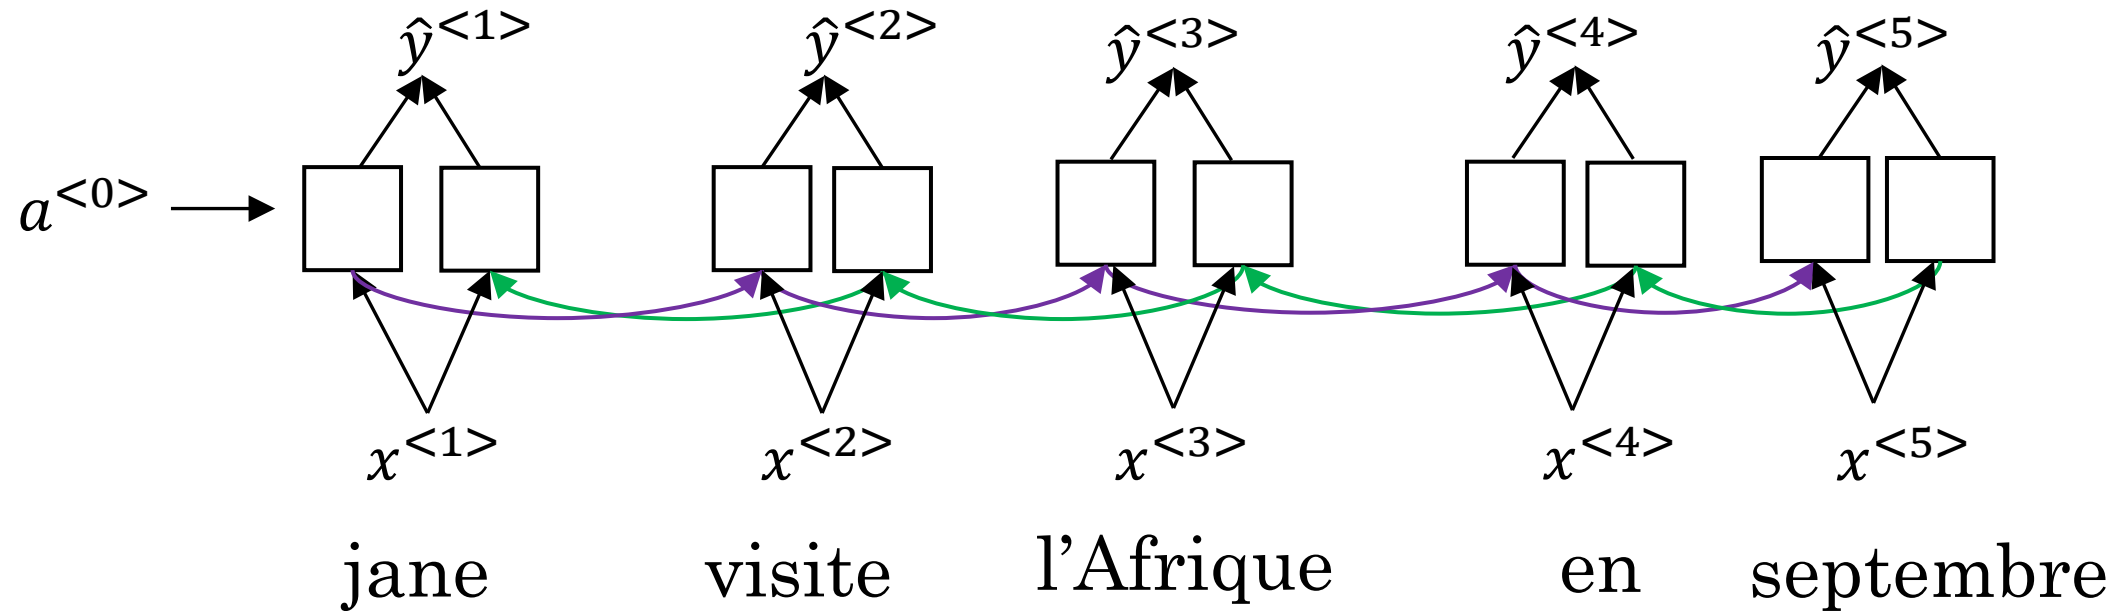 ŷ<1> ŷ<2> ŷ<3> ŷ<4> ŷ<5>
a<0>
x<1> x<2> x<3> x<4> x<5>
jane visite l'Afrique en septembre